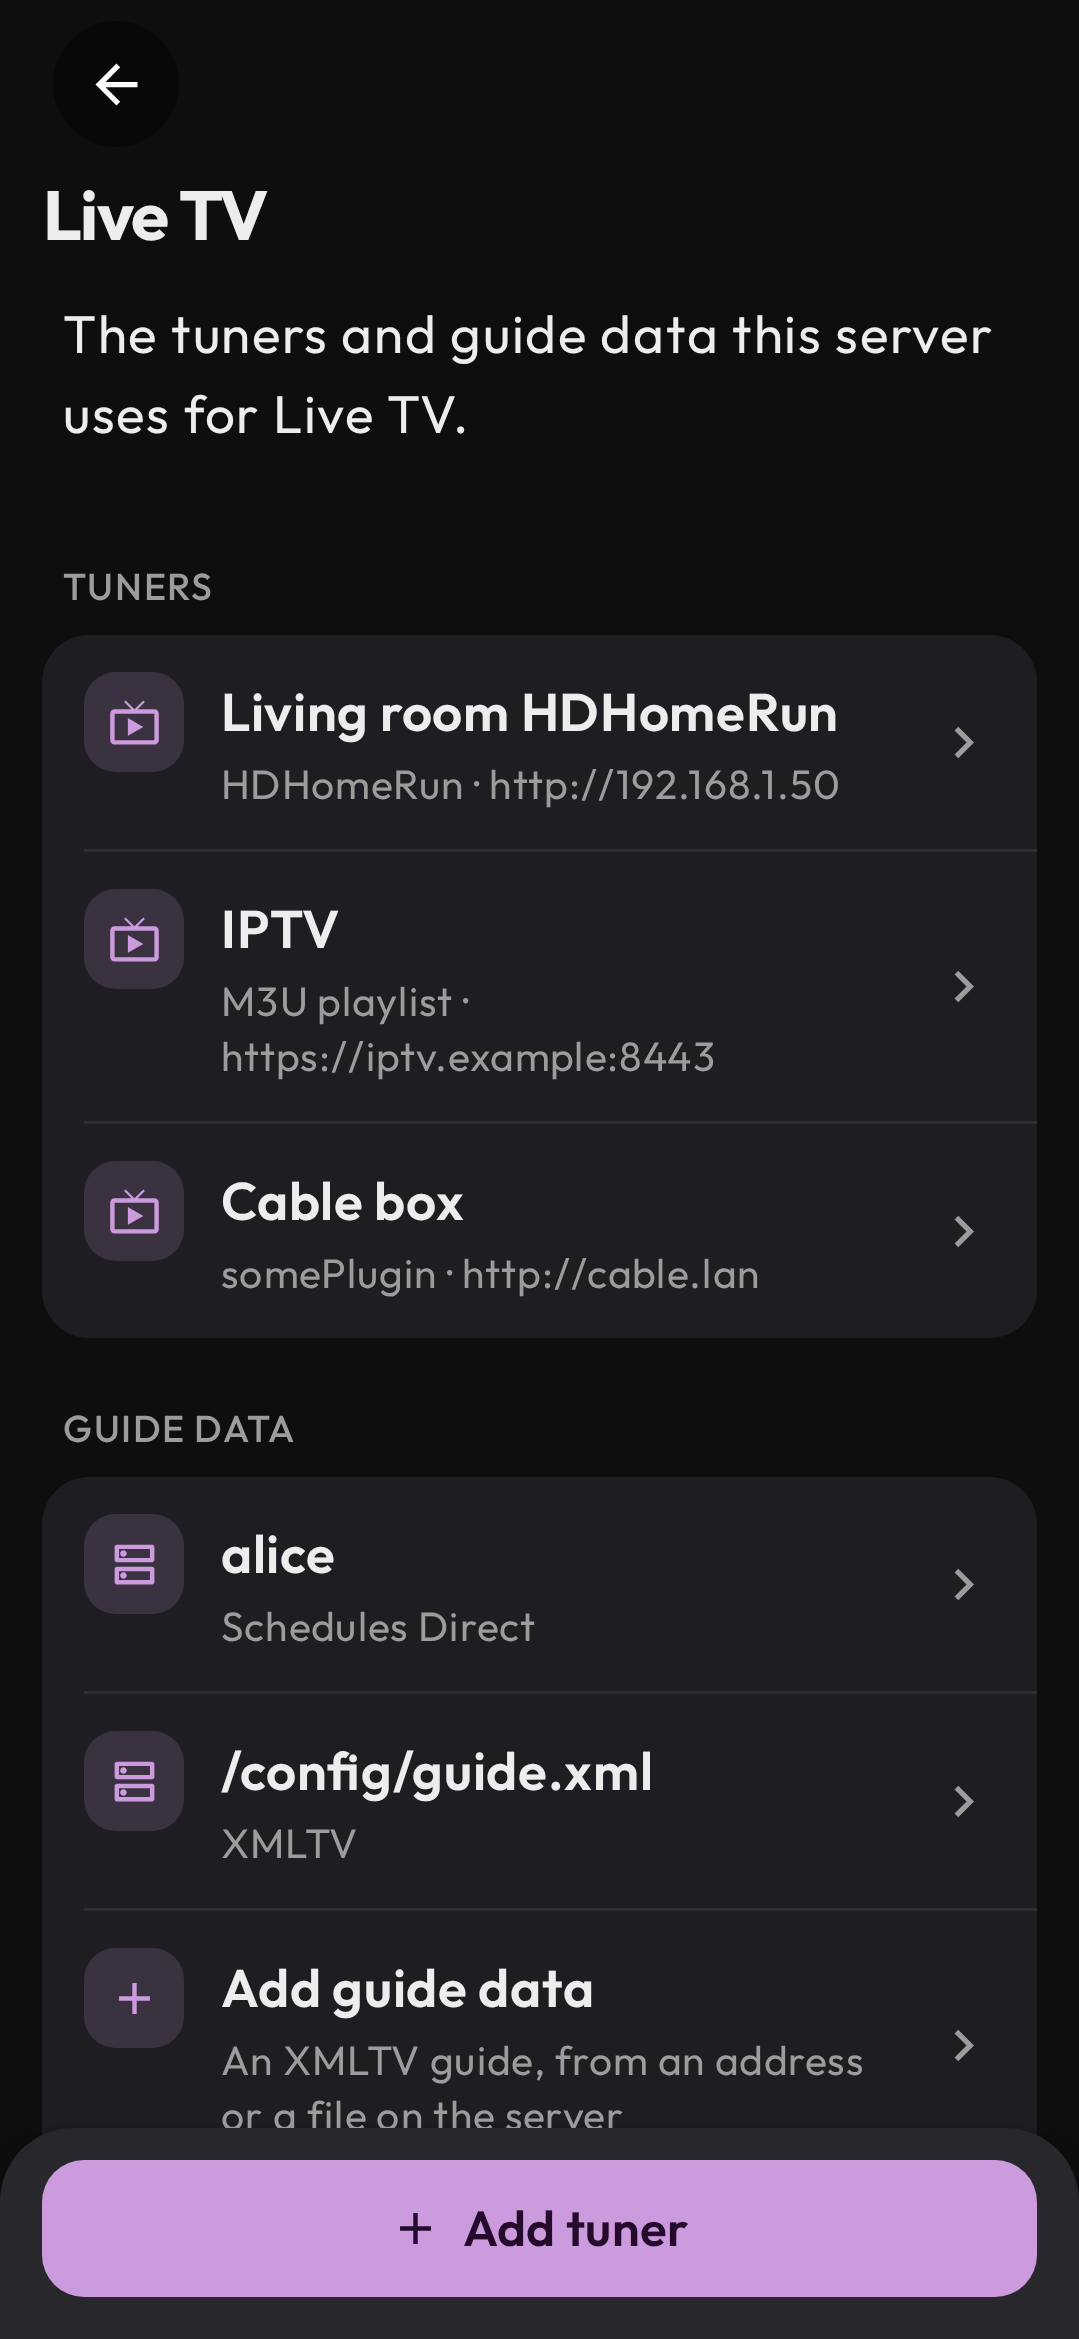 Live TV
The tuners and guide data this server
uses for Live TV.
TUNERS
Living room HDHomeRun
HDHomeRun · http://192.168.1.50
IPTV
M3U playlist ·
https://iptv.example:8443
Cable box
somePlugin · http://cable.lan
GUIDE DATA
alice
Schedules Direct
/config/guide.xml
XMLTV
Add guide data
An XMLTV guide, from an address
or a file on the server
+ Add tuner